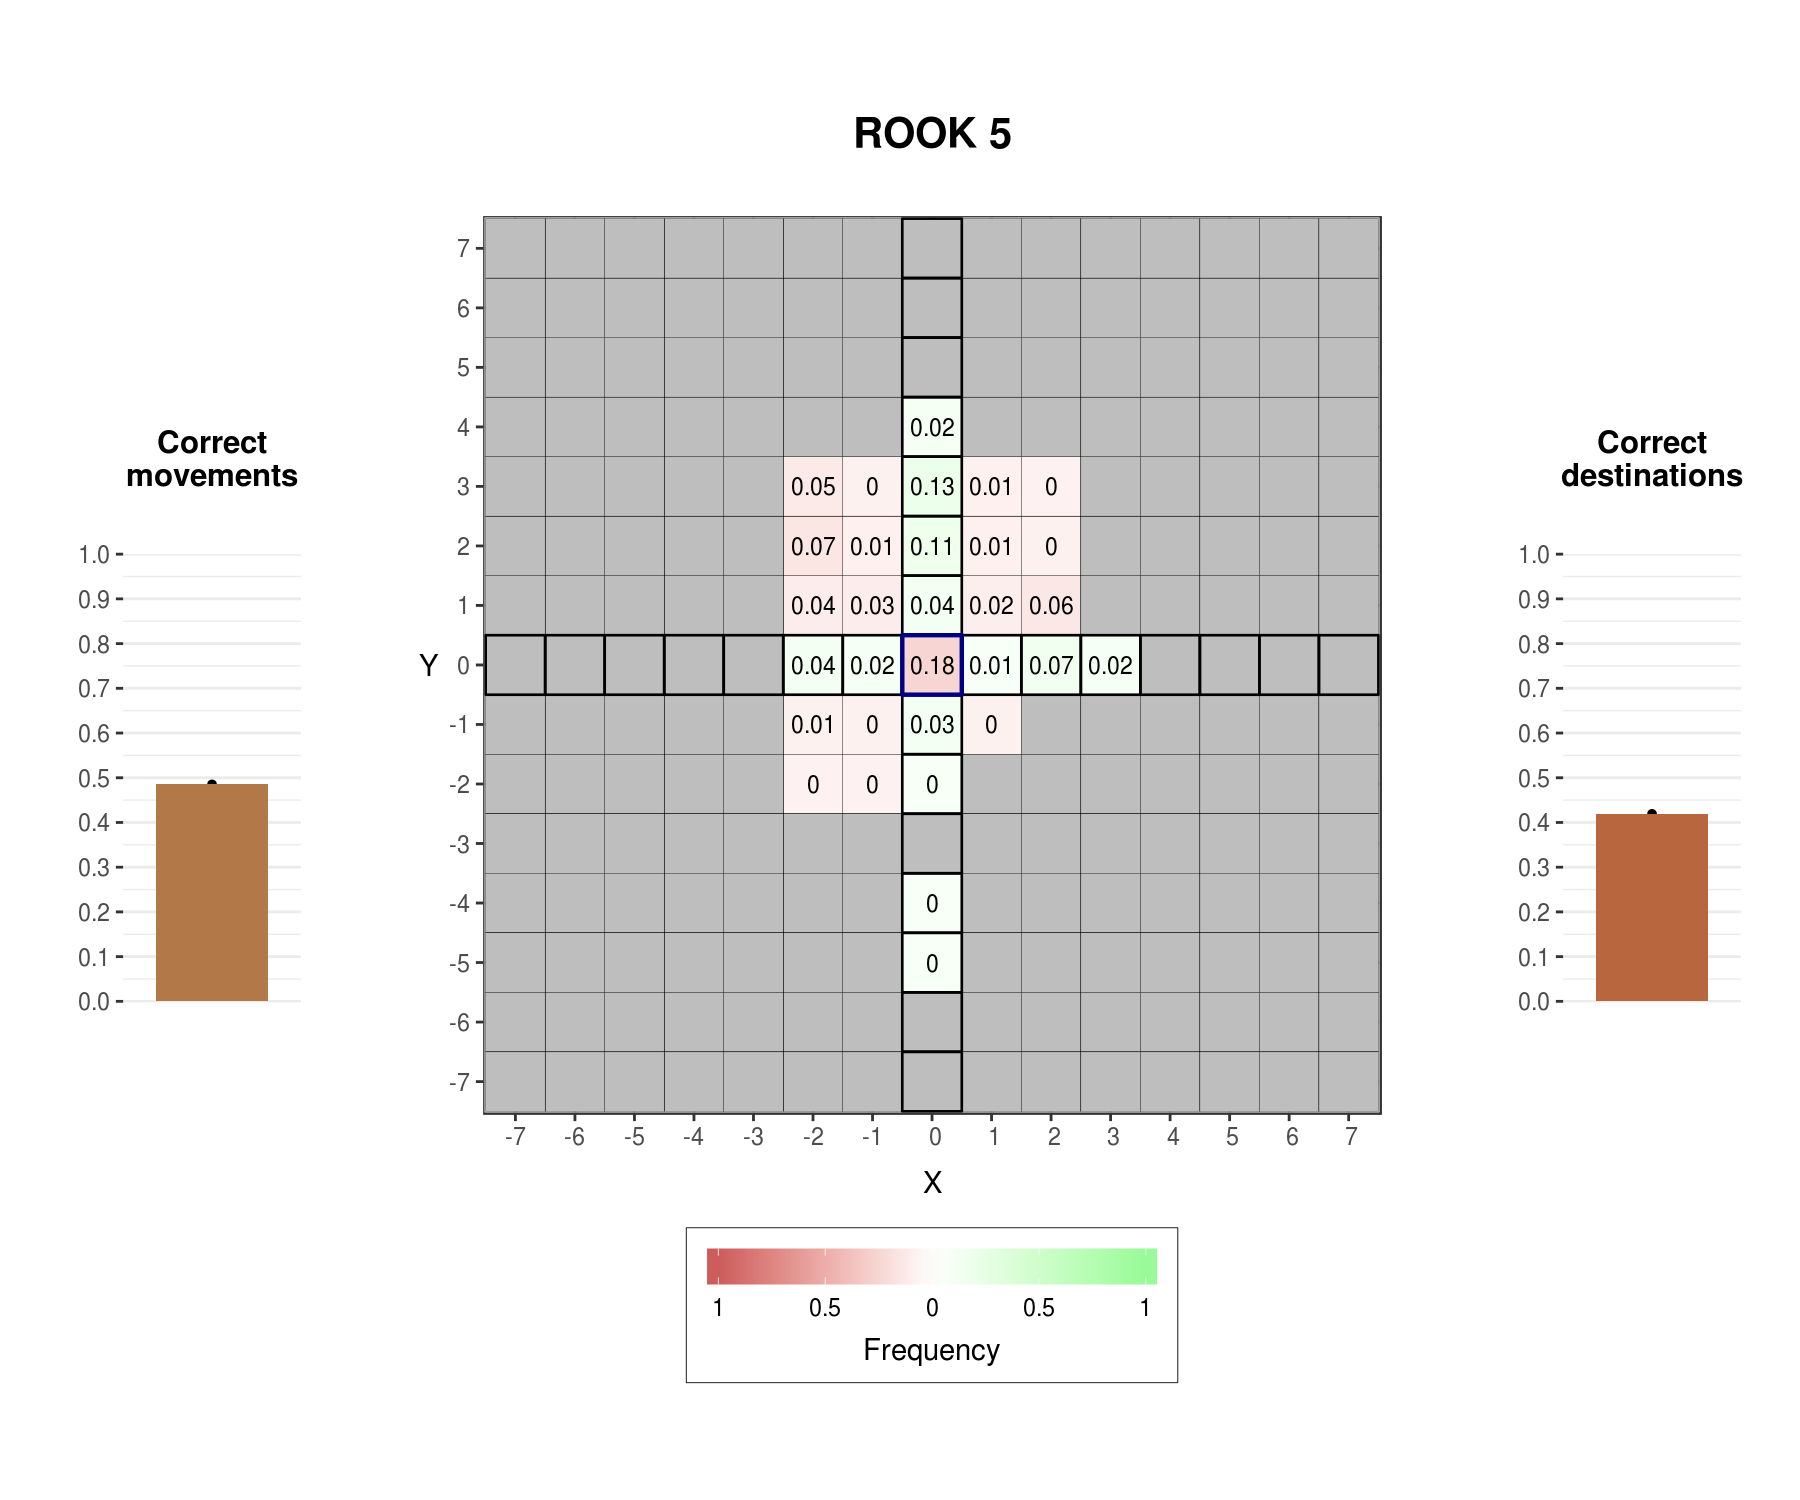 ROOK 5
Correct
movements
1.0
0.9
0.8
0.7
0.6
0.5
0.4
0.3
0.2
0.1
0.0
Y
7
6
5
4 0.02
3 0.05 0 0.13 0.01 0
2 0.07 0.01 0.11 0.01 0
1 0.04 0.03 0.04 0.02 0.06
0 0.04 0.02 0.18 0.01 0.07 0.02
-1 0.01 0 0.03 0
-2 0 0 0
-3
-4 0
-5 0
-6
-7
-7 -6 -5 -4 -3 -2 -1 0 1 2 3 4 5 6 7
X
1 0.5 0 0.5 1
Frequency
Correct
destinations
1.0
0.9
0.8
0.7
0.6
0.5
0.4
0.3
0.2
0.1
0.0